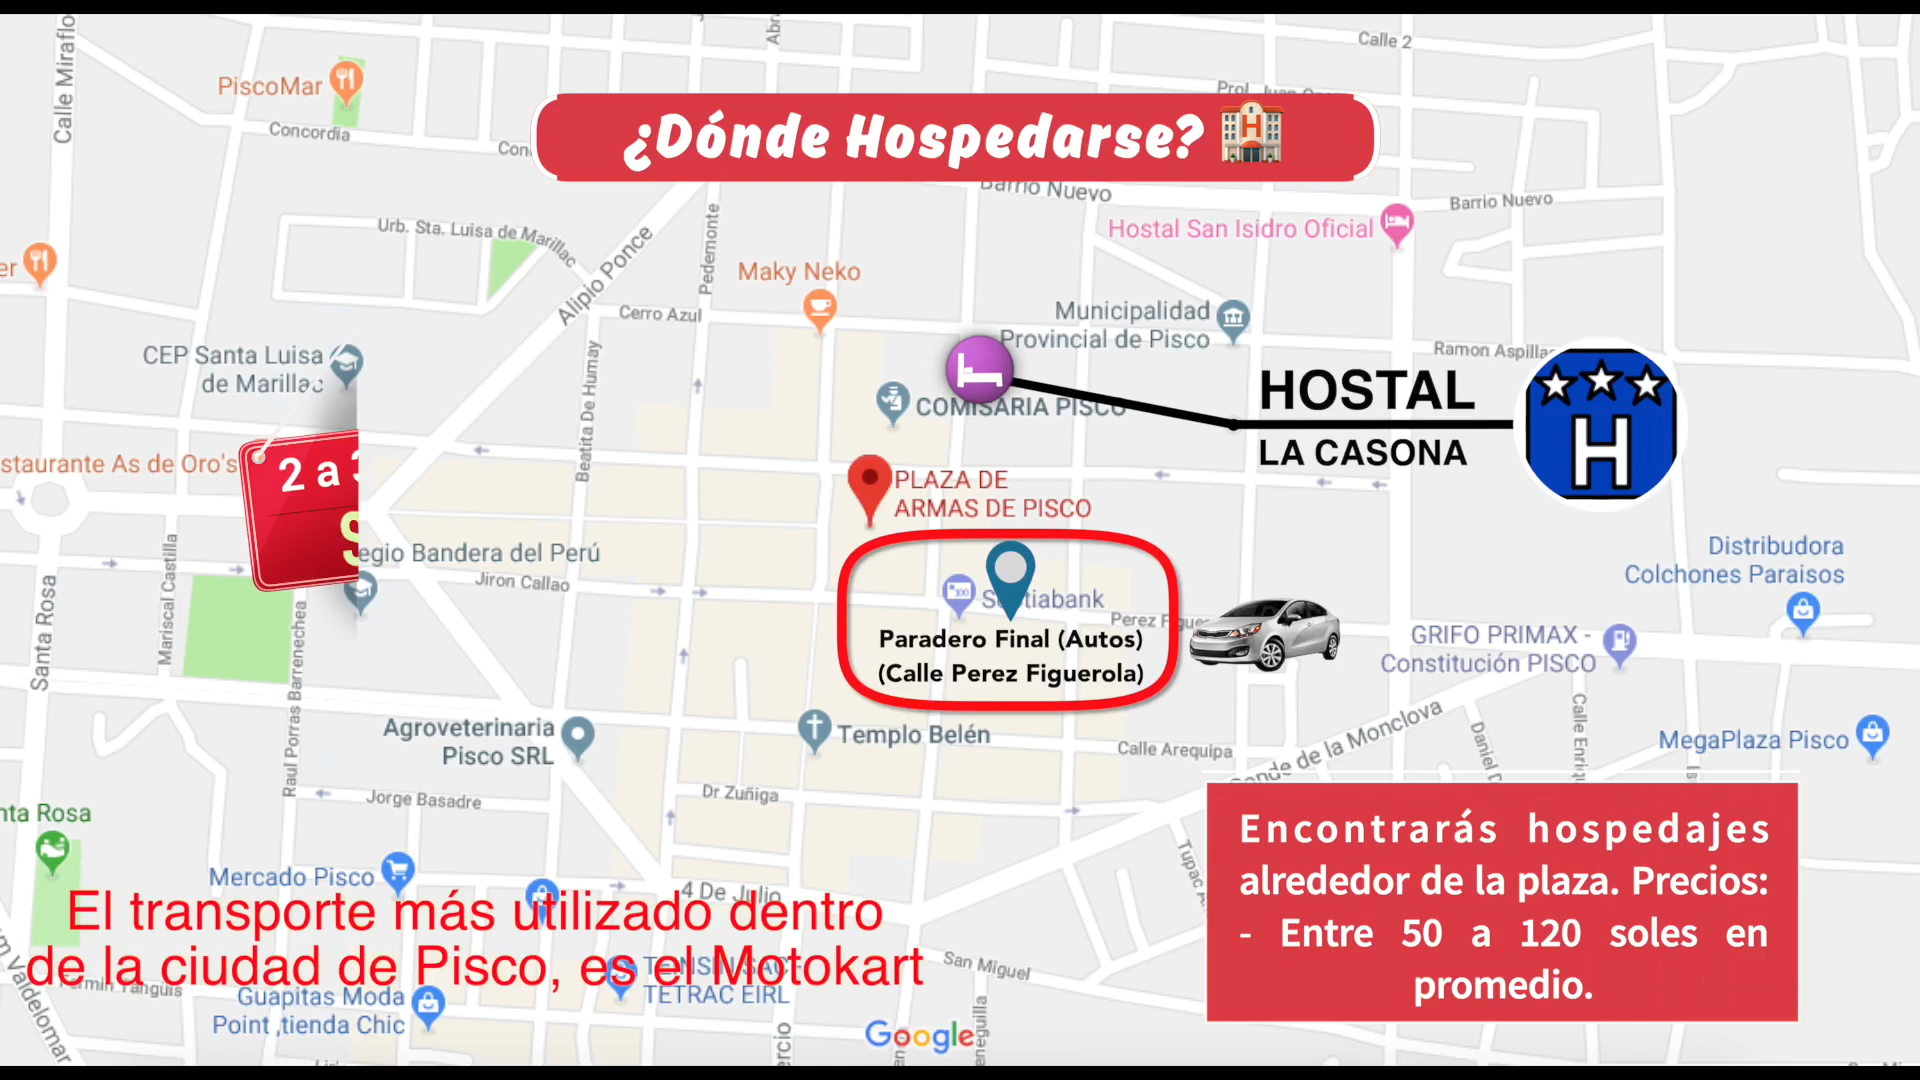 Calle Miraflo
Calle 2
PiscoMar
Concordia
¿Dónde Hospedarse?
H
Barrio Nuevo
Barrio Nuevo
Urb. Sta. Luisa de Marillac
Alipio Ponce
Pedemonte
Hostal San Isidro Oficial
Maky Neko
Cerro Azul
Municipalidad
Provincial de Pisco
CEP Santa Luisa
de Marillac
Beatita De Humay
COMISARIA PISCO
HOSTAL
LA CASONA
H
staurante As de Oro's
2 a
PLAZA DE
ARMAS DE PISCO
egio Bandera del Perú
Jiron Callao
Mariscal Castilla
Santa Rosa
Raul Porras Barrenechea
Scotiabank
Paradero Final (Autos)
(Calle Perez Figuerola)
Distribudora
Colchones Paraisos
GRIFO PRIMAX -
Constitución PISCO
Agroveterinaria
Pisco SRL
Templo Belén
Calle Arequipa
MegaPlaza Pisco
Dr Zuñiga
Jorge Basadre
nta Rosa
Mercado Pisco
4 De Julio
El transporte más utilizado dentro
de la ciudad de Pisco, es el Motokart
TETRAC EIRL
Guapitas Moda
Point ,tienda Chic
San Miguel
Google
Encontrarás hospedajes
alrededor de la plaza. Precios:
- Entre 50 a 120 soles en
promedio.